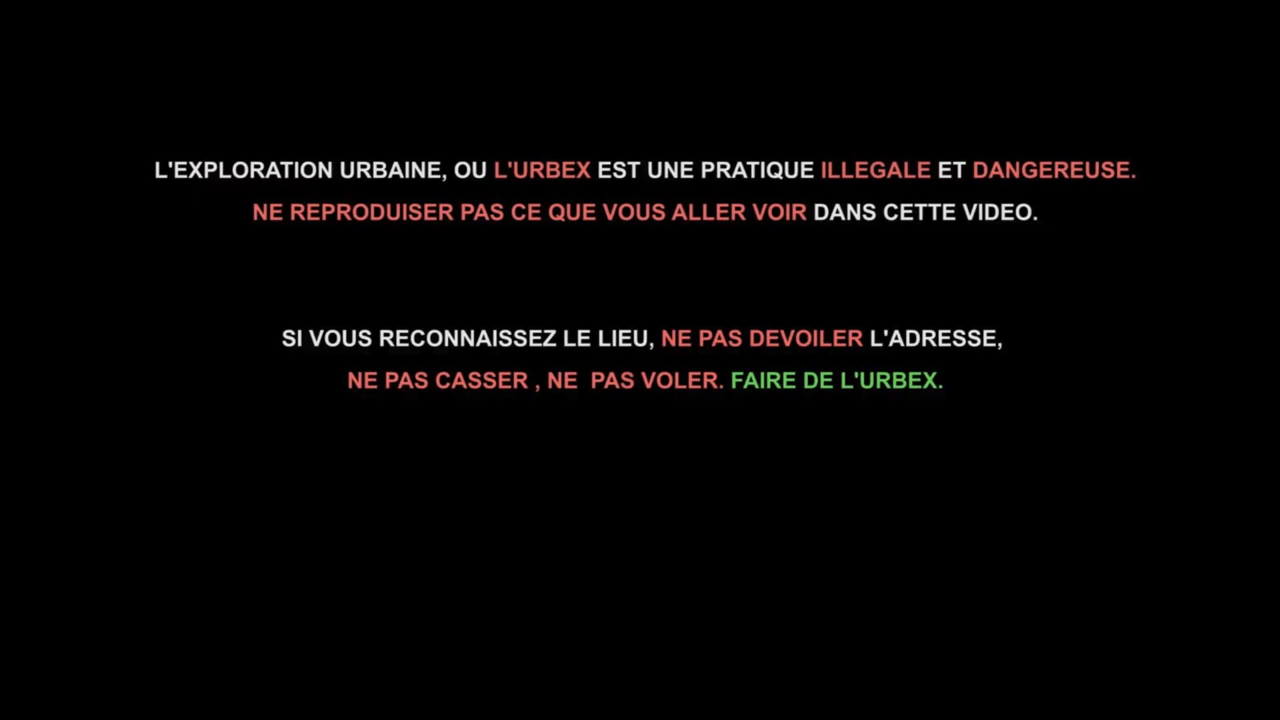 L'EXPLORATION URBAINE, OU L'URBEX EST UNE PRATIQUE ILLEGALE ET DANGEREUSE.
NE REPRODUISER PAS CE QUE VOUS ALLER VOIR DANS CETTE VIDEO.
SI VOUS RECONNAISSEZ LE LIEU, NE PAS DEVOILER L'ADRESSE,
NE PAS CASSER , NE  PAS VOLER. FAIRE DE L'URBEX.